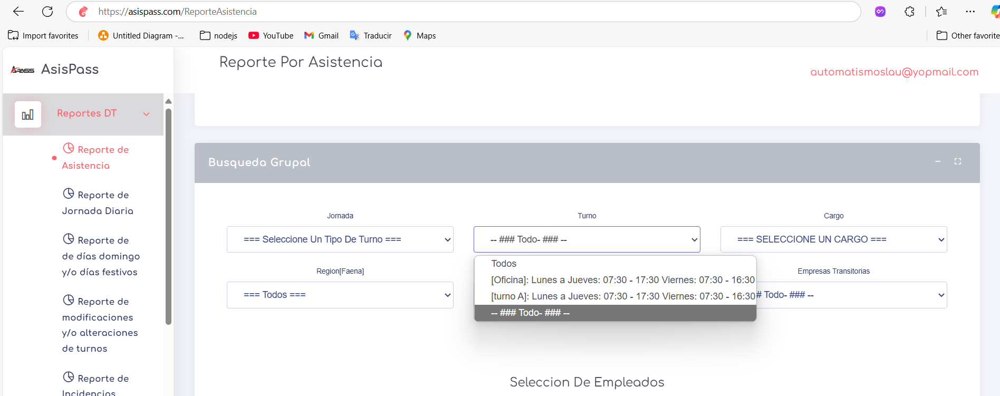 https://asispass.com/ReporteAsistencia
Import favorites
Untitled Diagram -...
nodejs
YouTube
Gmail
Traducir
Maps
Other favorite
APASS AsisPass
Reporte Por Asistencia
automatismoslau@yopmail.com
Reportes DT
Reporte de
Asistencia
Reporte de
Jornada Diaria
Reporte de
de días domingo
y/o días festivos
Reporte de
modificaciones
y/o alteraciones
de turnos
Reporte de
Incidencias
Busqueda Grupal
Jornada
Turno
Cargo
=== Seleccione Un Tipo De Turno ===
-- ### Todo- ### --
=== SELECCIONE UN CARGO ===
Todos
[Oficina]: Lunes a Jueves: 07:30 - 17:30 Viernes: 07:30 - 16:30
[turno A]: Lunes a Jueves: 07:30 - 17:30 Viernes: 07:30 - 16:30
-- ### Todo- ### --
Region[Faena]
Empresas Transitorias
=== Todos ===
# Todo- ### --
Seleccion De Empleados